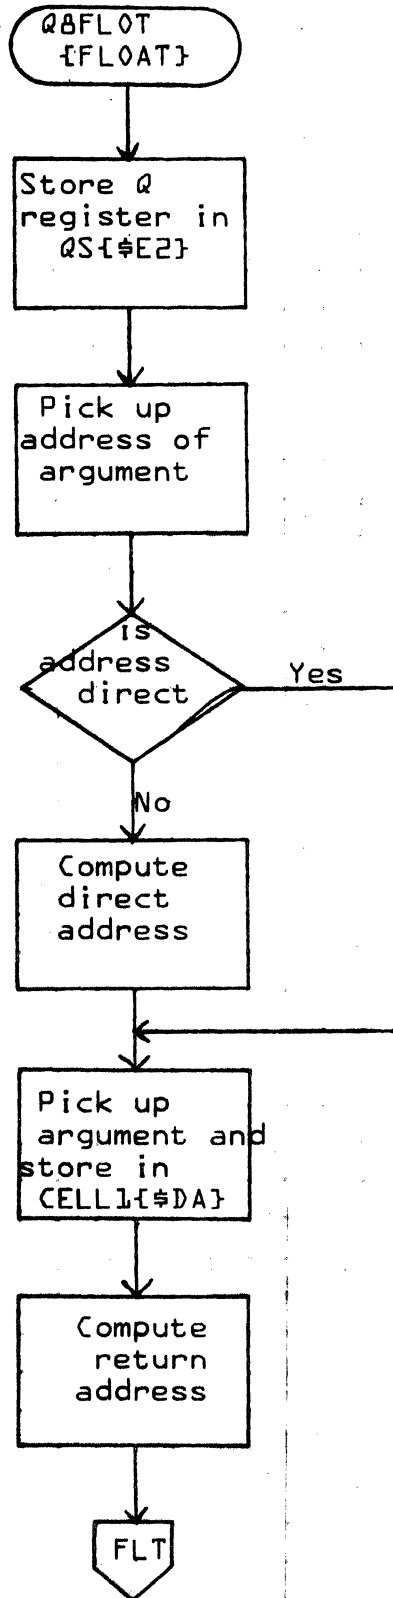 Q8FLOT
{FLOAT}
Store Q
register in
QS{$E2}
Pick up
address of
argument
is
address
direct
Yes
No
Compute
direct
address
Pick up
argument and
store in
CELL1{$DA}
Compute
return
address
FLT